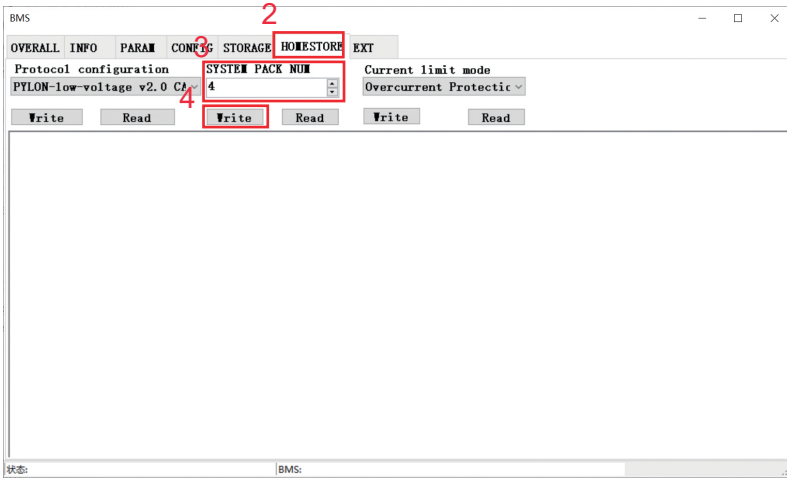 BMS
2
OVERALL INFO PARAM CONFIG STORAGE HOMESTORE EXT
3
Protocol configuration SYSTEM PACK NUM Current limit mode
PYLON-low-voltage v2.0 CA 4 Overcurrent Protectic
4
Write Read Write Read Write Read
状态: BMS: